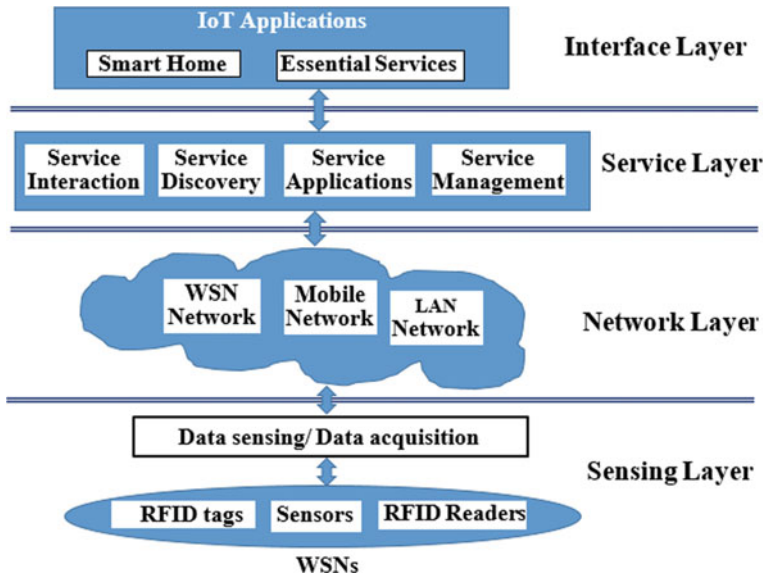 IoT Applications
Interface Layer
Smart Home
Essential Services
Service Layer
Service
Interaction
Service
Discovery
Service
Applications
Service
Management
WSN
Network
Mobile
Network
LAN
Network
Network Layer
Data sensing/ Data acquisition
Sensing Layer
RFID tags
Sensors
RFID Readers
WSNs